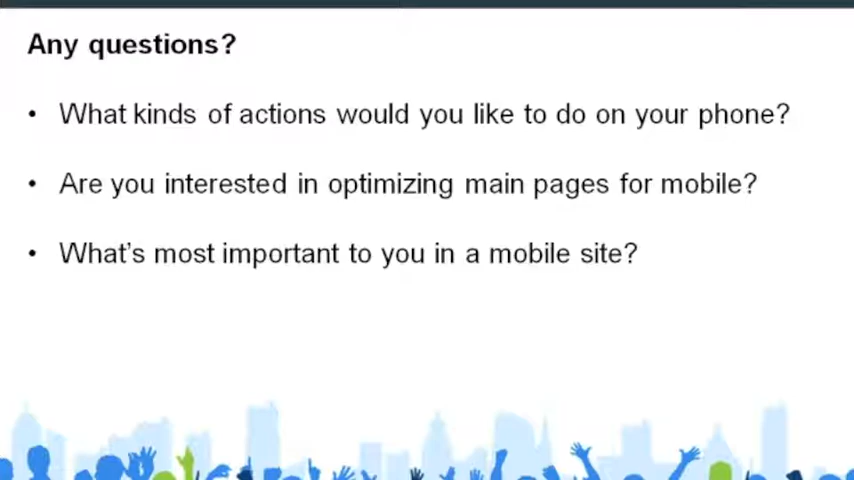 Any questions?
• What kinds of actions would you like to do on your phone?
• Are you interested in optimizing main pages for mobile?
• What's most important to you in a mobile site?